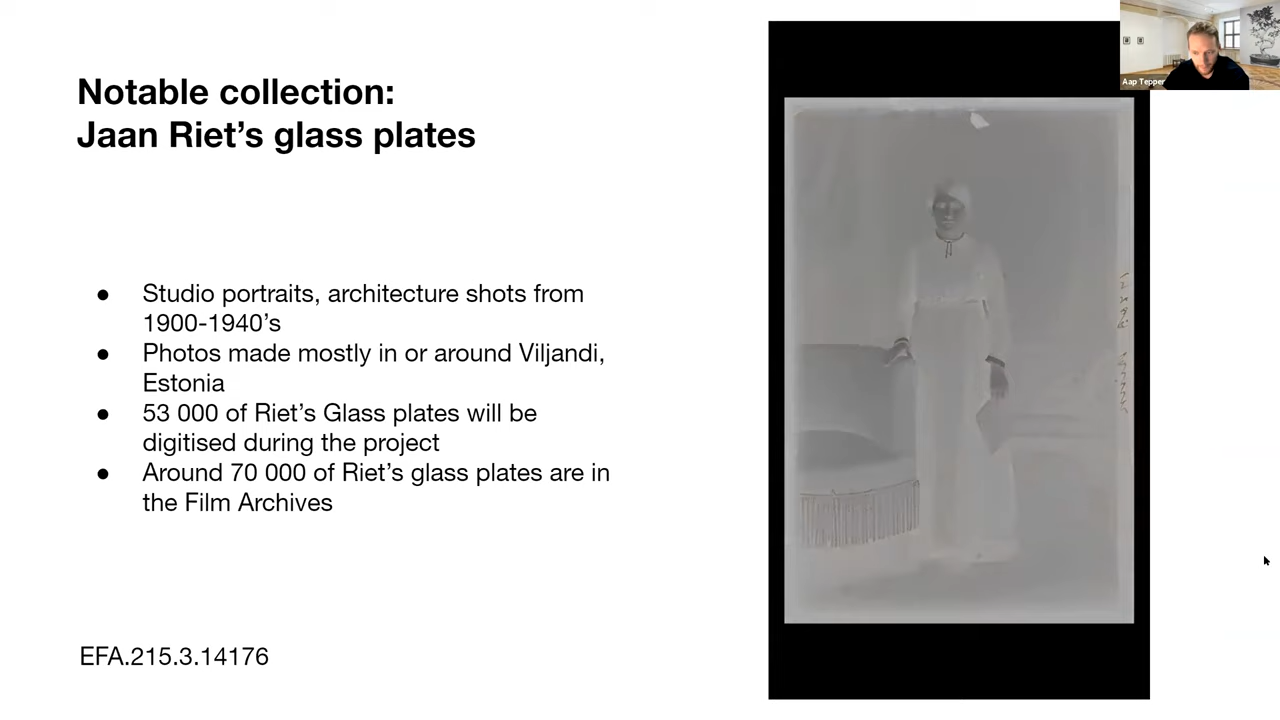 Notable collection:
Jaan Riet’s glass plates
● Studio portraits, architecture shots from
1900-1940’s
● Photos made mostly in or around Viljandi,
Estonia
● 53 000 of Riet’s Glass plates will be
digitised during the project
● Around 70 000 of Riet’s glass plates are in
the Film Archives
EFA.215.3.14176
Aap Tepper